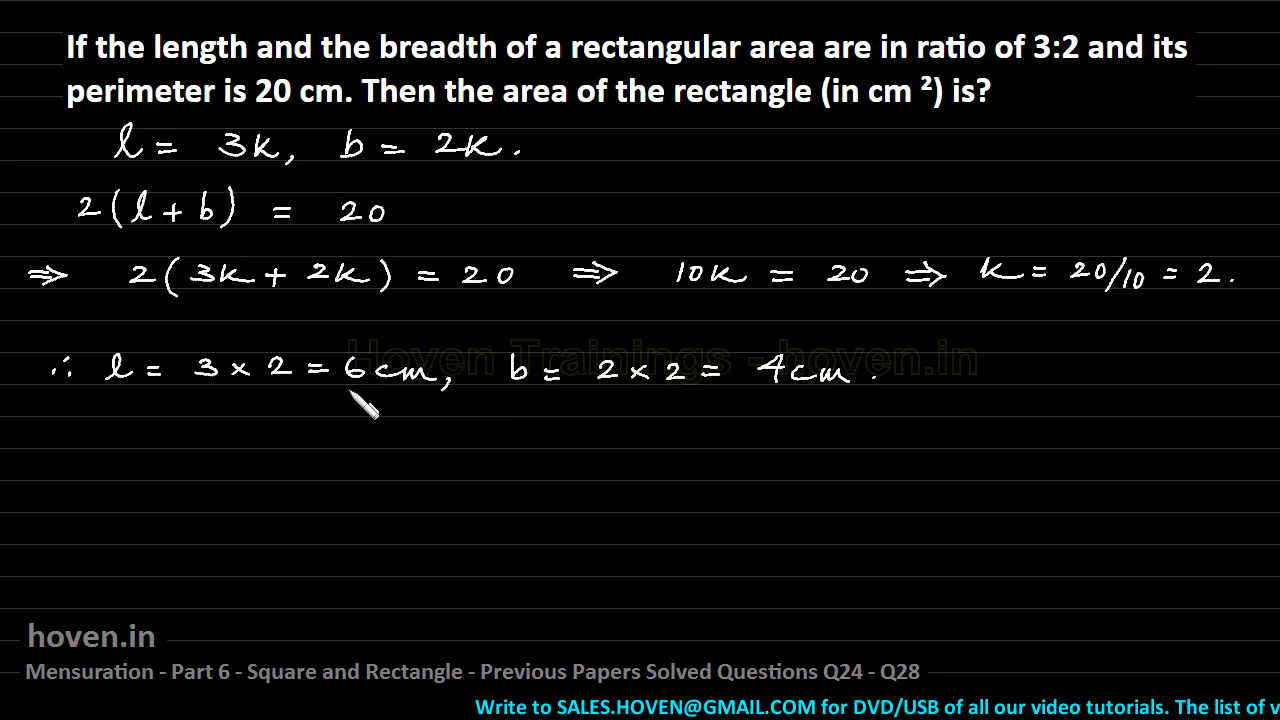 If the length and the breadth of a rectangular area are in ratio of 3:2 and its
perimeter is 20 cm. Then the area of the rectangle (in cm ²) is?
l = 3k, b = 2k.
2(l + b) = 20
⇒ 2(3k + 2k) = 20 ⇒ 10k = 20 ⇒ k = 20/10 = 2.
Hoven Trainings - hoven.in
∴ l = 3 × 2 = 6cm, b = 2 × 2 = 4cm.
hoven.in
Mensuration - Part 6 - Square and Rectangle - Previous Papers Solved Questions Q24 - Q28
Write to SALES.HOVEN@GMAIL.COM for DVD/USB of all our video tutorials. The list of